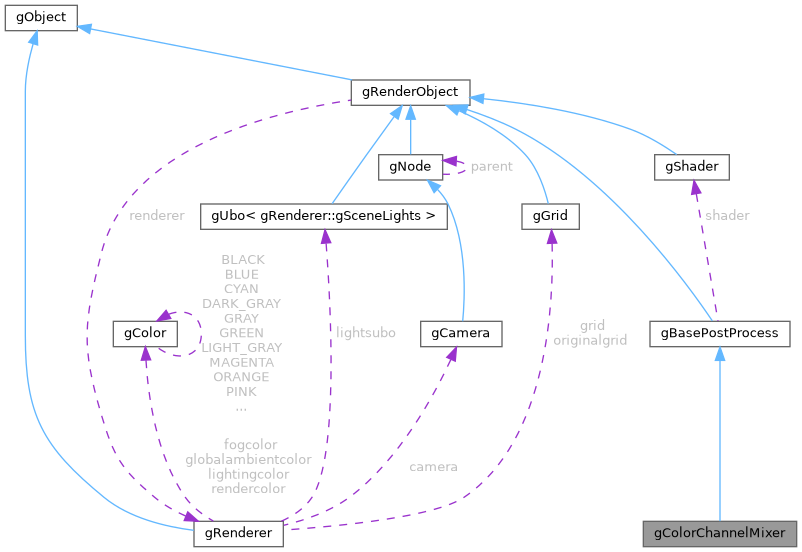 gObject
gRenderObject
gNode
parent
gShader
renderer
gUbo< gRenderer::gSceneLights >
gGrid
shader
BLACK
BLUE
CYAN
DARK_GRAY
GRAY
GREEN
LIGHT_GRAY
MAGENTA
ORANGE
PINK
...
gColor
lightsubo
gCamera
grid
originalgrid
gBasePostProcess
fogcolor
globalambientcolor
lightingcolor
rendercolor
camera
gRenderer
gColorChannelMixer